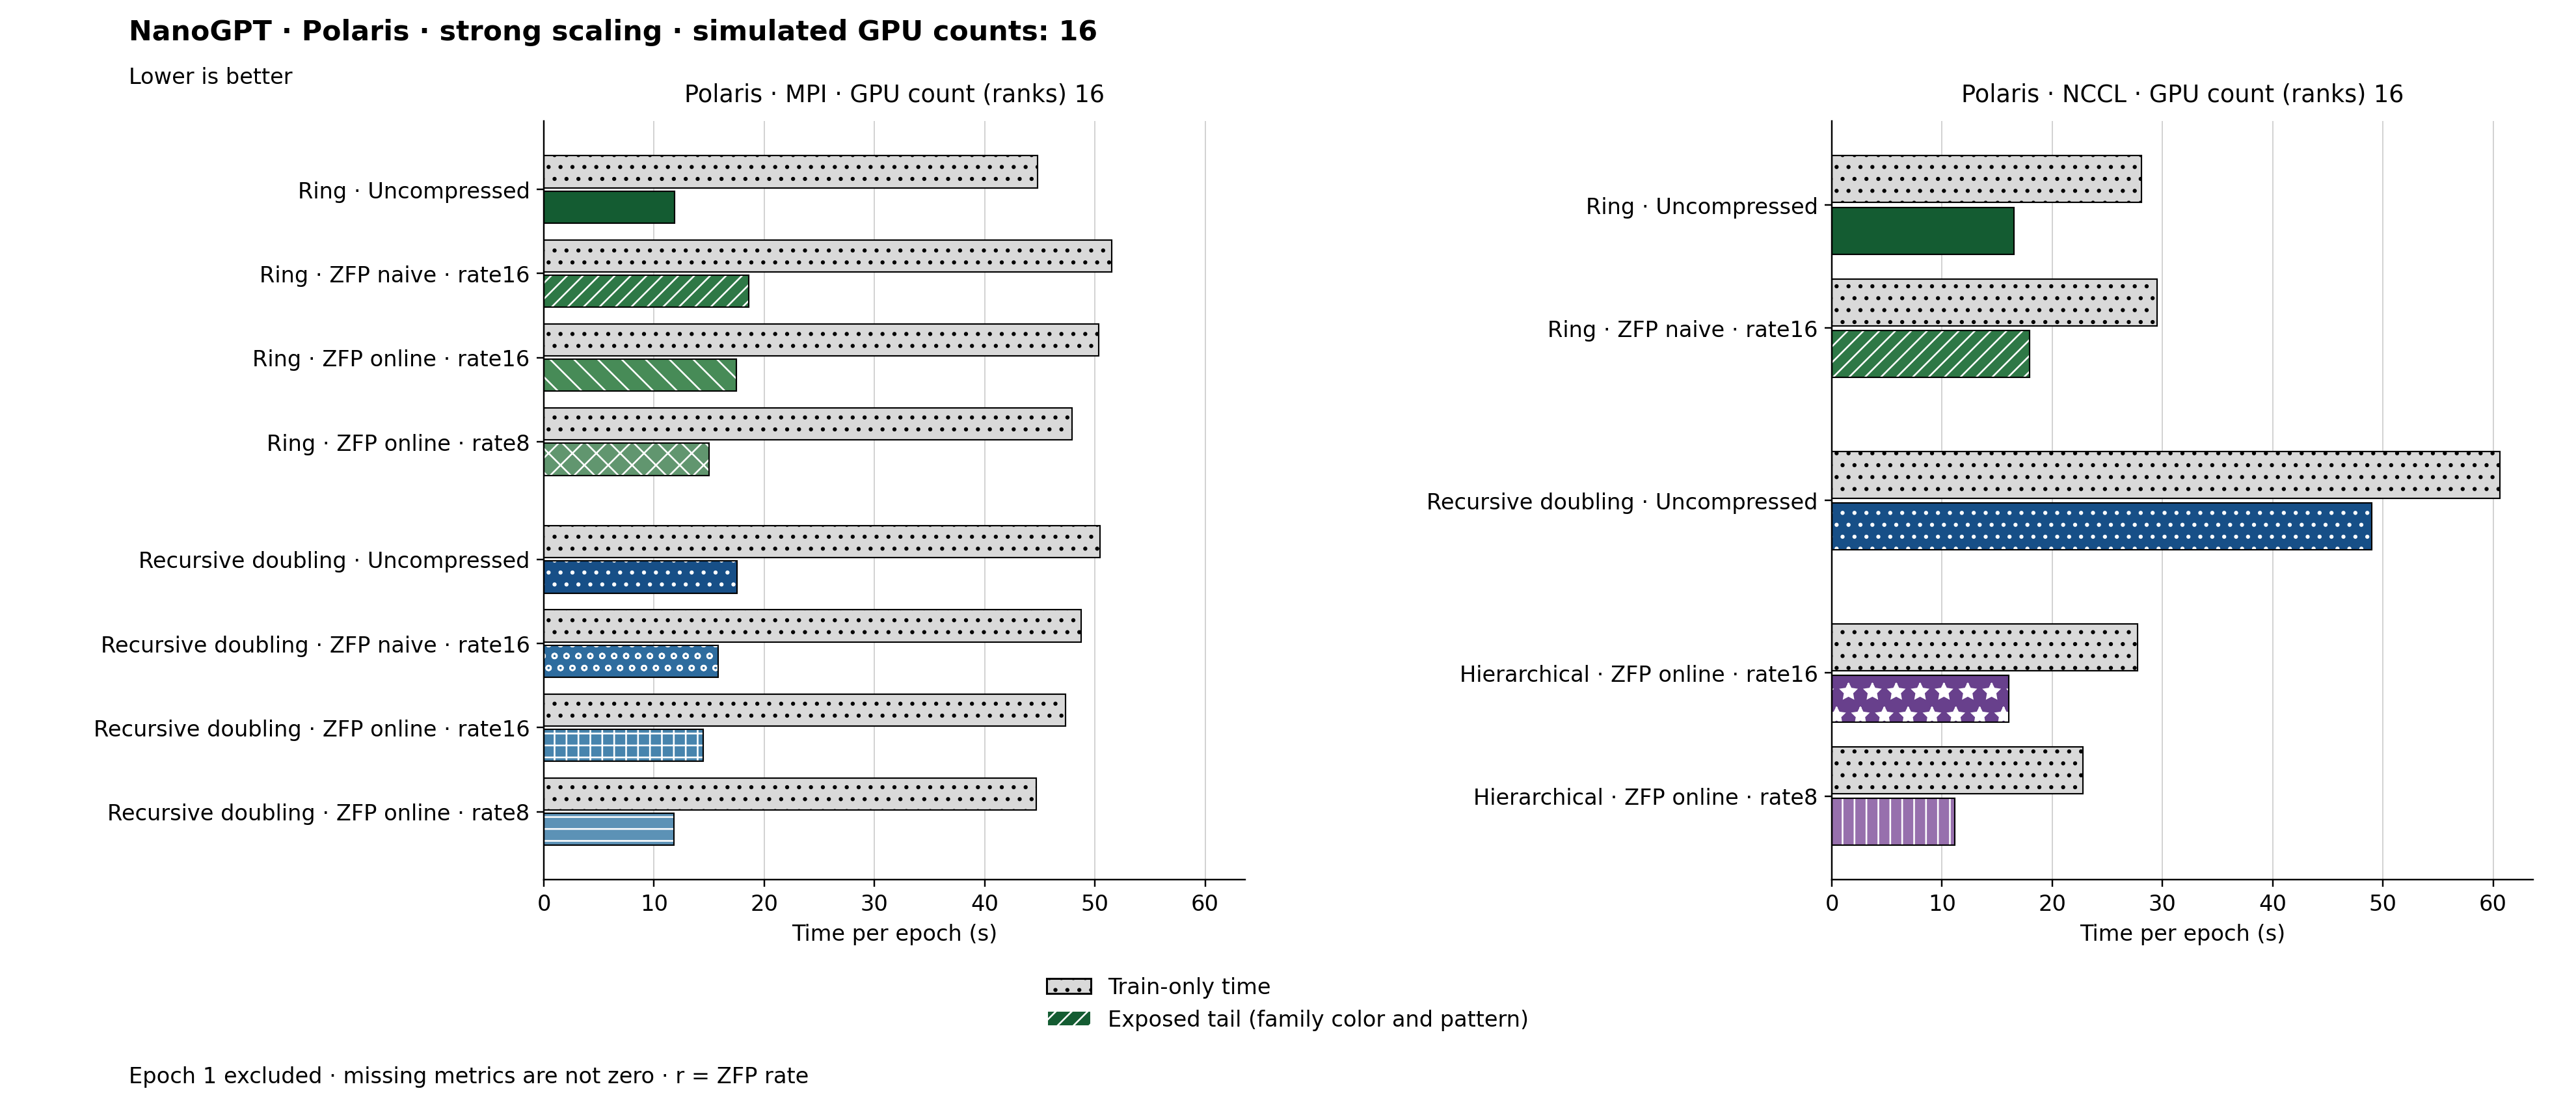 NanoGPT · Polaris · strong scaling · simulated GPU counts: 16
Lower is better
Polaris · MPI · GPU count (ranks) 16
Ring · Uncompressed
Ring · ZFP naive · rate16
Ring · ZFP online · rate16
Ring · ZFP online · rate8
Recursive doubling · Uncompressed
Recursive doubling · ZFP naive · rate16
Recursive doubling · ZFP online · rate16
Recursive doubling · ZFP online · rate8
0 10 20 30 40 50 60
Time per epoch (s)
Polaris · NCCL · GPU count (ranks) 16
Ring · Uncompressed
Ring · ZFP naive · rate16
Recursive doubling · Uncompressed
Hierarchical · ZFP online · rate16
Hierarchical · ZFP online · rate8
0 10 20 30 40 50 60
Time per epoch (s)
Train-only time
Exposed tail (family color and pattern)
Epoch 1 excluded · missing metrics are not zero · r = ZFP rate